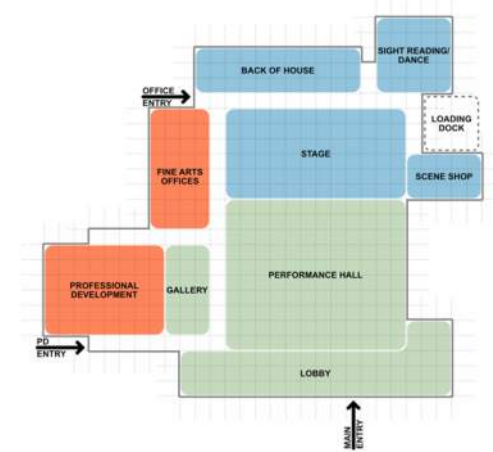 SIGHT READING/
DANCE
BACK OF HOUSE
OFFICE
ENTRY
LOADING
DOCK
STAGE
FINE ARTS
OFFICES
SCENE SHOP
PERFORMANCE HALL
PROFESSIONAL
DEVELOPMENT
GALLERY
PD
ENTRY
LOBBY
MAIN
ENTRY